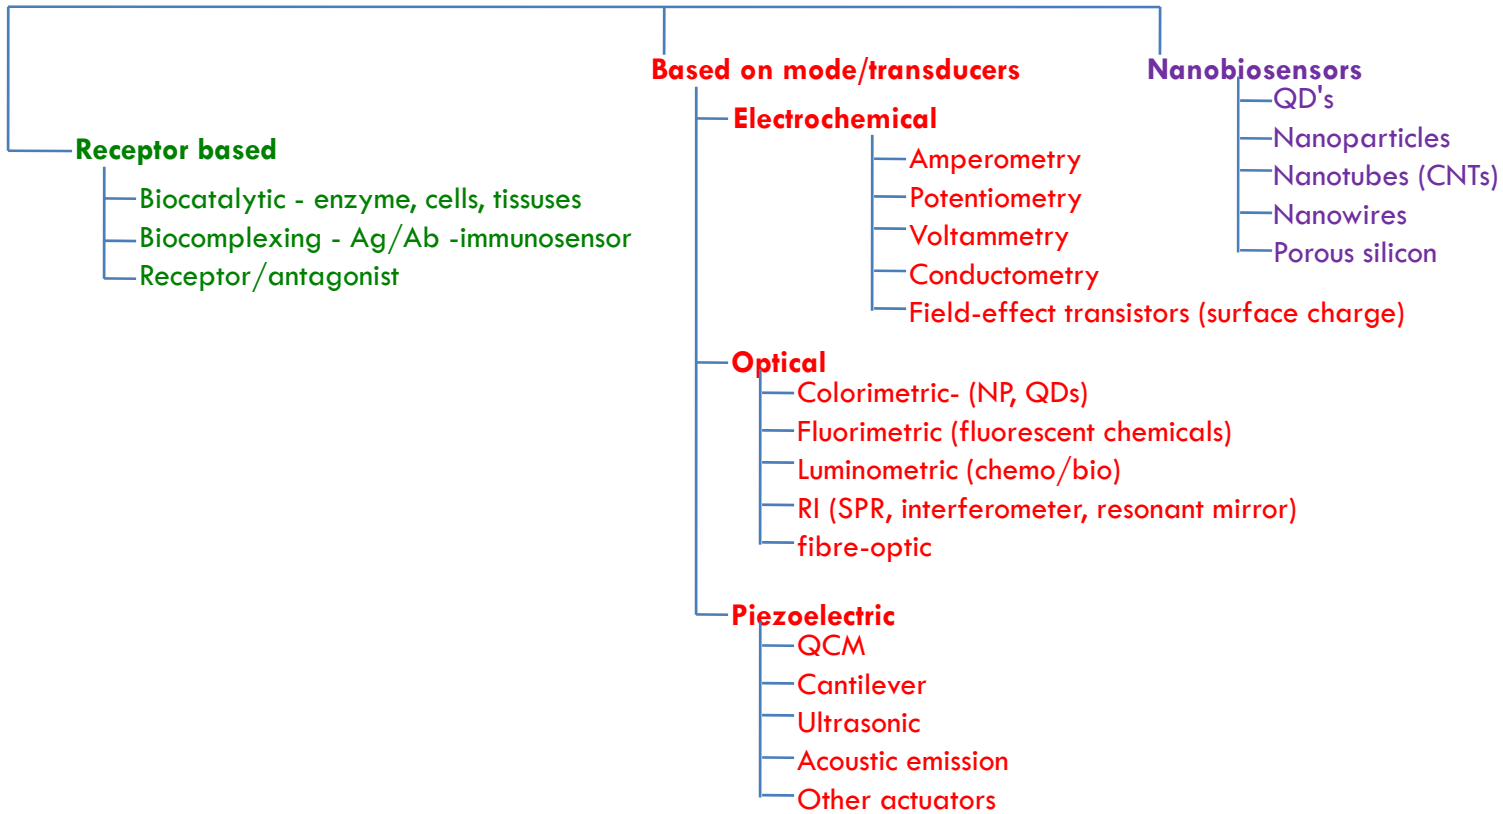 Receptor based
Biocatalytic - enzyme, cells, tissuses
Biocomplexing - Ag/Ab -immunosensor
Receptor/antagonist
Based on mode/transducers
Electrochemical
Amperometry
Potentiometry
Voltammetry
Conductometry
Field-effect transistors (surface charge)
Optical
Colorimetric- (NP, QDs)
Fluorimetric (fluorescent chemicals)
Luminometric (chemo/bio)
RI (SPR, interferometer, resonant mirror)
fibre-optic
Piezoelectric
QCM
Cantilever
Ultrasonic
Acoustic emission
Other actuators
Nanobiosensors
QD's
Nanoparticles
Nanotubes (CNTs)
Nanowires
Porous silicon